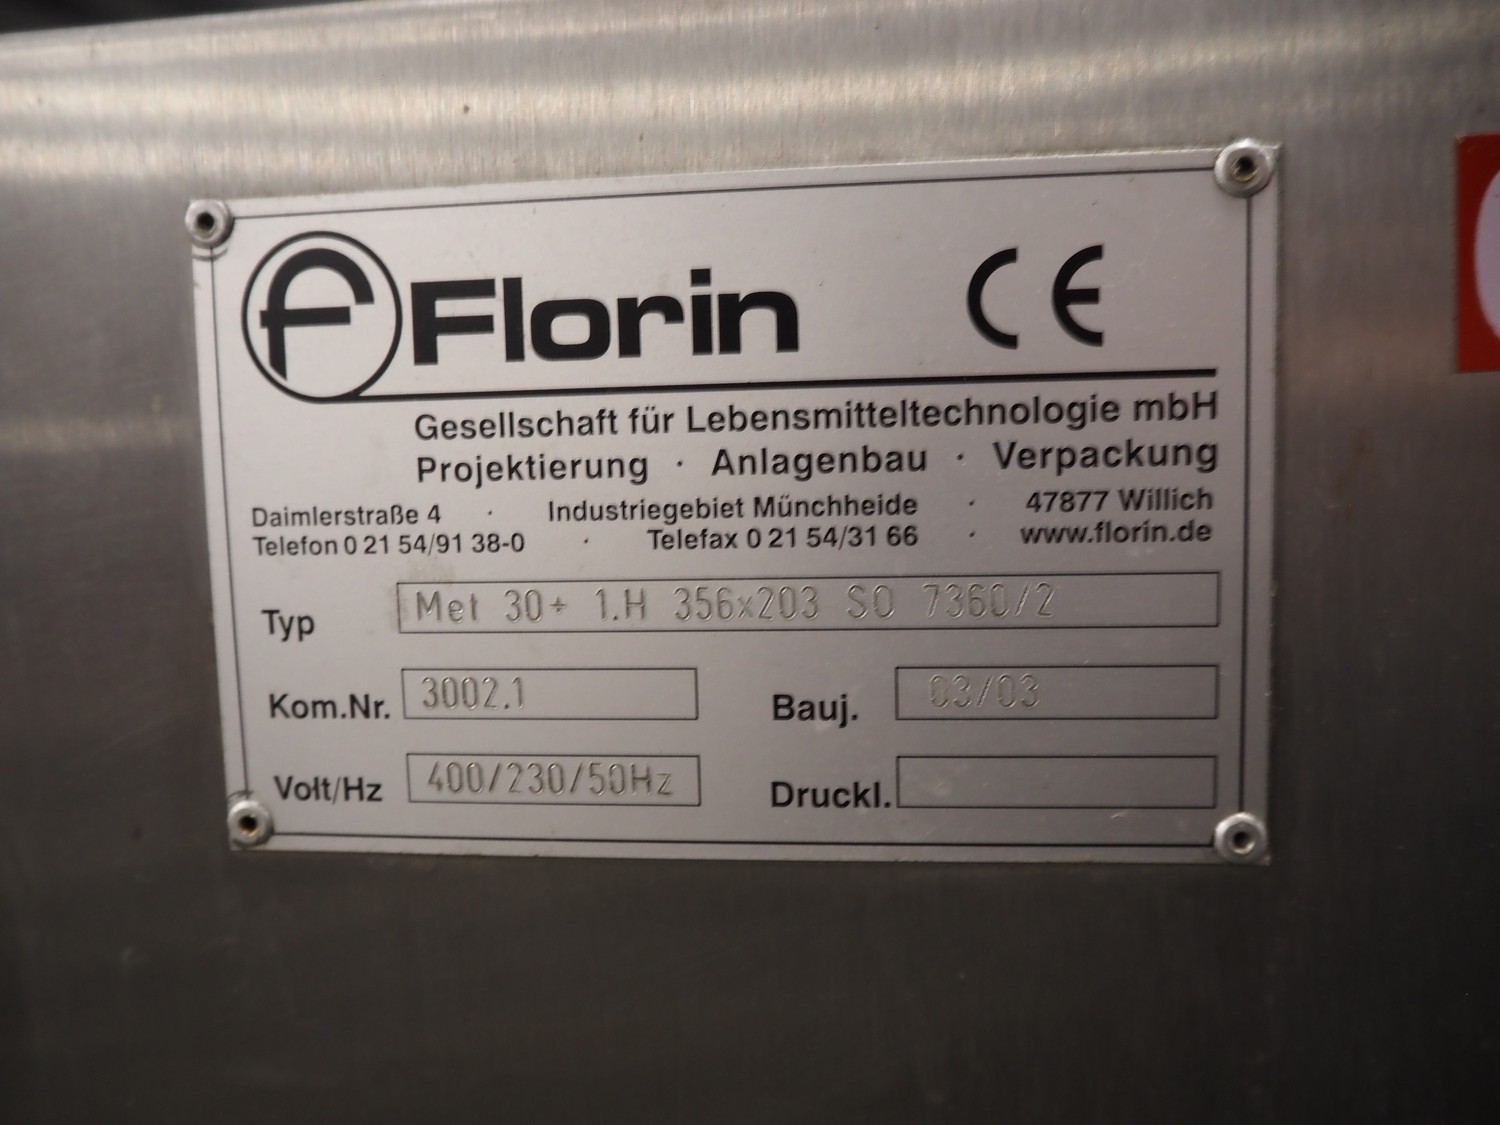 Florin CE
Gesellschaft für Lebensmitteltechnologie mbH
Projektierung · Anlagenbau · Verpackung
Daimlerstraße 4 · Industriegebiet Münchheide · 47877 Willich
Telefon 0 21 54/91 38-0 · Telefax 0 21 54/31 66 · www.florin.de
Typ Met 30+ 1.H 356x203 SO 7360/2
Kom.Nr. 3002.1 Bauj. 03/03
Volt/Hz 400/230/50Hz Druckl.